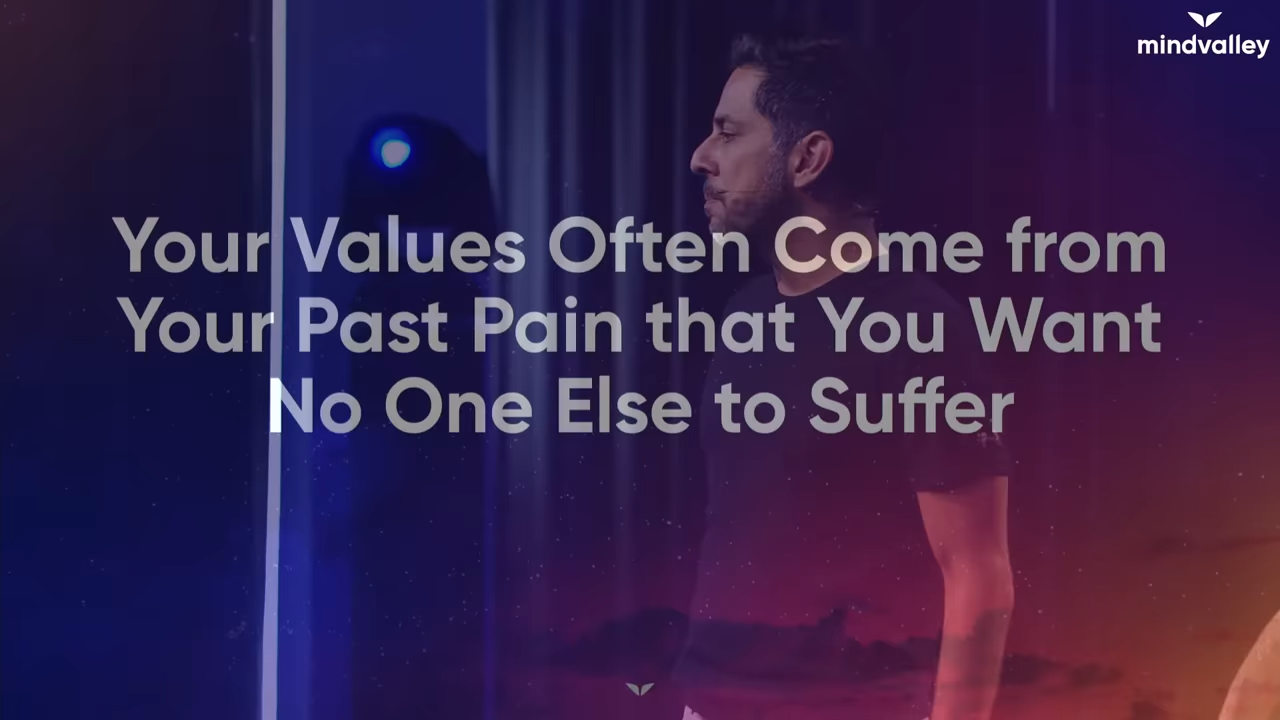 mindvalley
Your Values Often Come from
Your Past Pain that You Want
No One Else to Suffer